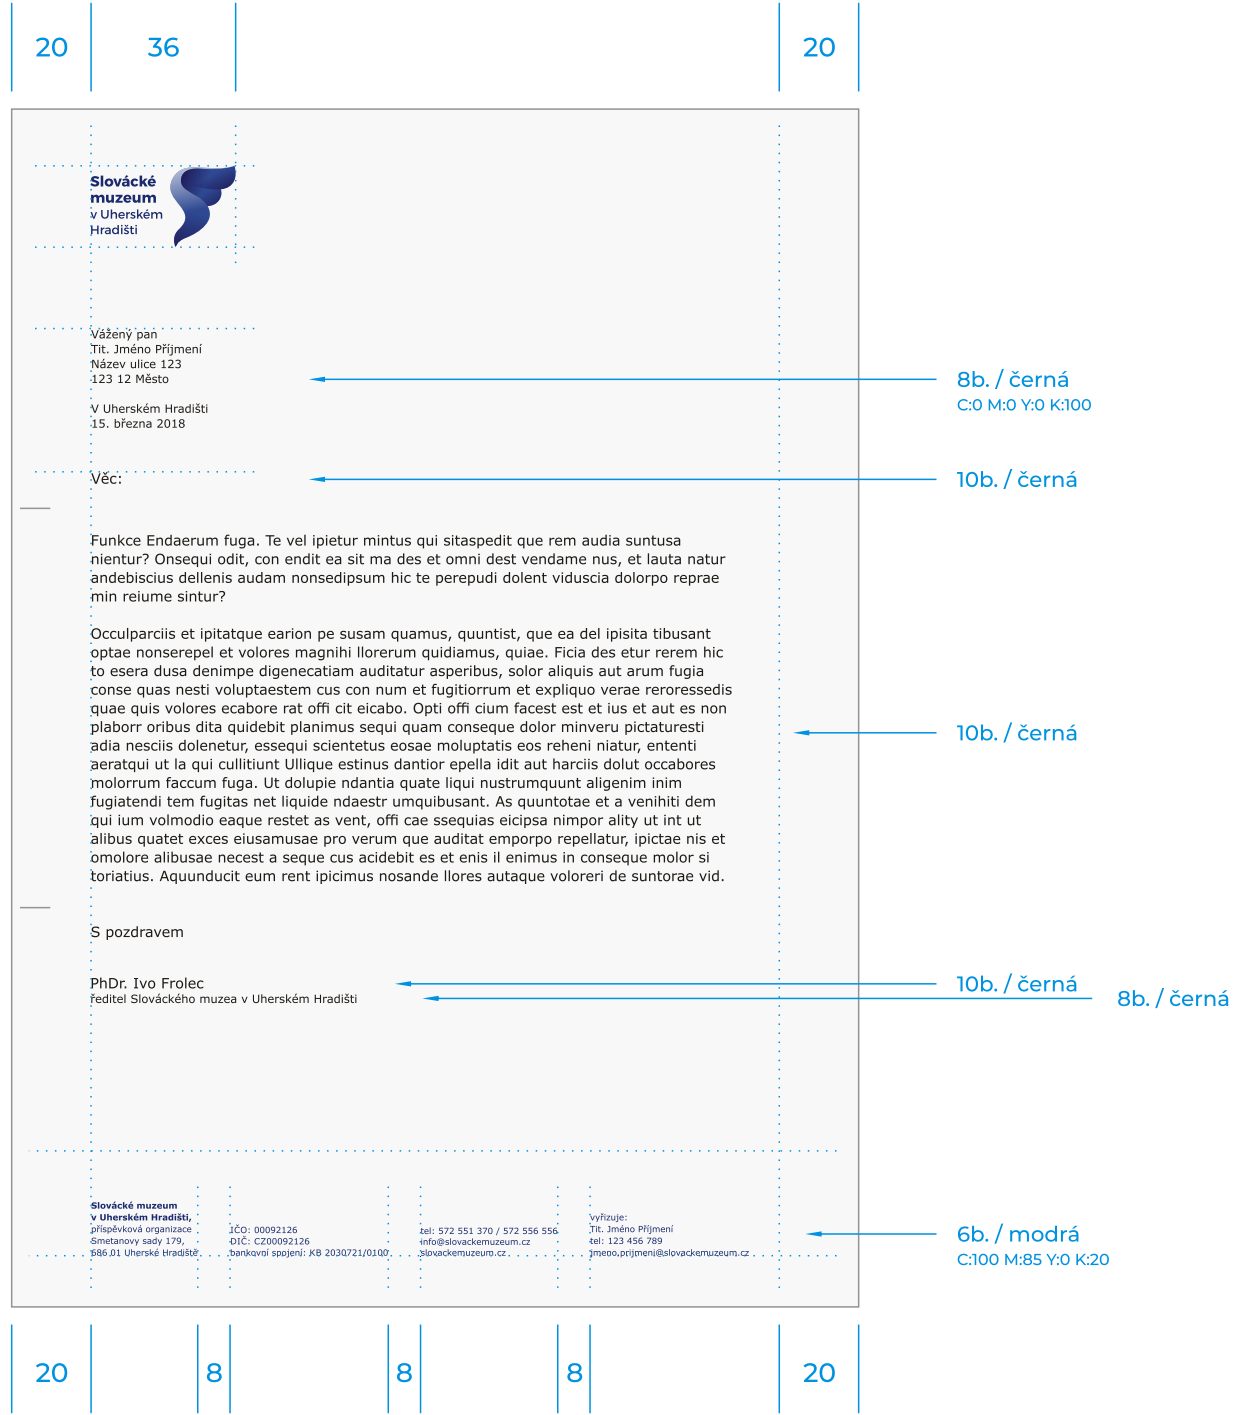 20 36 20
Slovácké
muzeum
v Uherském
Hradišti
Vážený pan
Tit. Jméno Příjmení
Název ulice 123
123 12 Město
8b. / černá
C:0 M:0 Y:0 K:100
V Uherském Hradišti
15. března 2018
Věc:
10b. / černá
Funkce Endaerum fuga. Te vel ipietur mintus qui sitaspedit que rem audia suntusa
nientur? Onsequi odit, con endit ea sit ma des et omni dest vendame nus, et lauta natur
andebiscius dellenis audam nonsedipsum hic te perepudi dolent viduscia dolorpo reprae
min reiume sintur?
Occulparciis et ipitatque earion pe susam quamus, quuntist, que ea del ipisita tibusant
optae nonserepel et volores magnihi llorerum quidiamus, quiae. Ficia des etur rerem hic
to esera dusa denimpe digenecatiam auditatur asperibus, solor aliquis aut arum fugia
conse quas nesti voluptaestem cus con num et fugitiorrum et expliquo verae reroressedis
quae quis volores ecabore rat offi cit eicabo. Opti offi cium facest est et ius et aut es non
plaborr oribus dita quidebit planimus sequi quam conseque dolor minveru pictaturesti
10b. / černá
adia nesciis dolenetur, essequi scientetus eosae moluptatis eos reheni niatur, ententi
aeratqui ut la qui cullitiunt Ullique estinus dantior epella idit aut harciis dolut occabores
molorrum faccum fuga. Ut dolupie ndantia quate liqui nustrumquunt aligenim inim
fugiatendi tem fugitas net liquide ndaestr umquibusant. As quuntotae et a venihiti dem
qui ium volmodio eaque restet as vent, offi cae ssequias eicipsa nimpor ality ut int ut
alibus quatet exces eiusamusae pro verum que auditat emporpo repellatur, ipictae nis et
omolore alibusae necest a seque cus acidebit es et enis il enimus in conseque molor si
toriatius. Aquunducit eum rent ipicimus nosande llores autaque voloreri de suntorae vid.
S pozdravem
PhDr. Ivo Frolec
10b. / černá
ředitel Slováckého muzea v Uherském Hradišti
8b. / černá
Slovácké muzeum
v Uherském Hradišti,
příspěvková organizace
Smetanovy sady 179,
686 01 Uherské Hradiště
IČO: 00092126
DIČ: CZ00092126
bankovní spojení: KB 2030721/0100
tel: 572 551 370 / 572 556 556
info@slovackemuzeum.cz
slovackemuzeum.cz
vyřizuje:
Tit. Jméno Příjmení
tel: 123 456 789
jmeno.prijmeni@slovackemuzeum.cz
6b. / modrá
C:100 M:85 Y:0 K:20
20 8 8 8 20